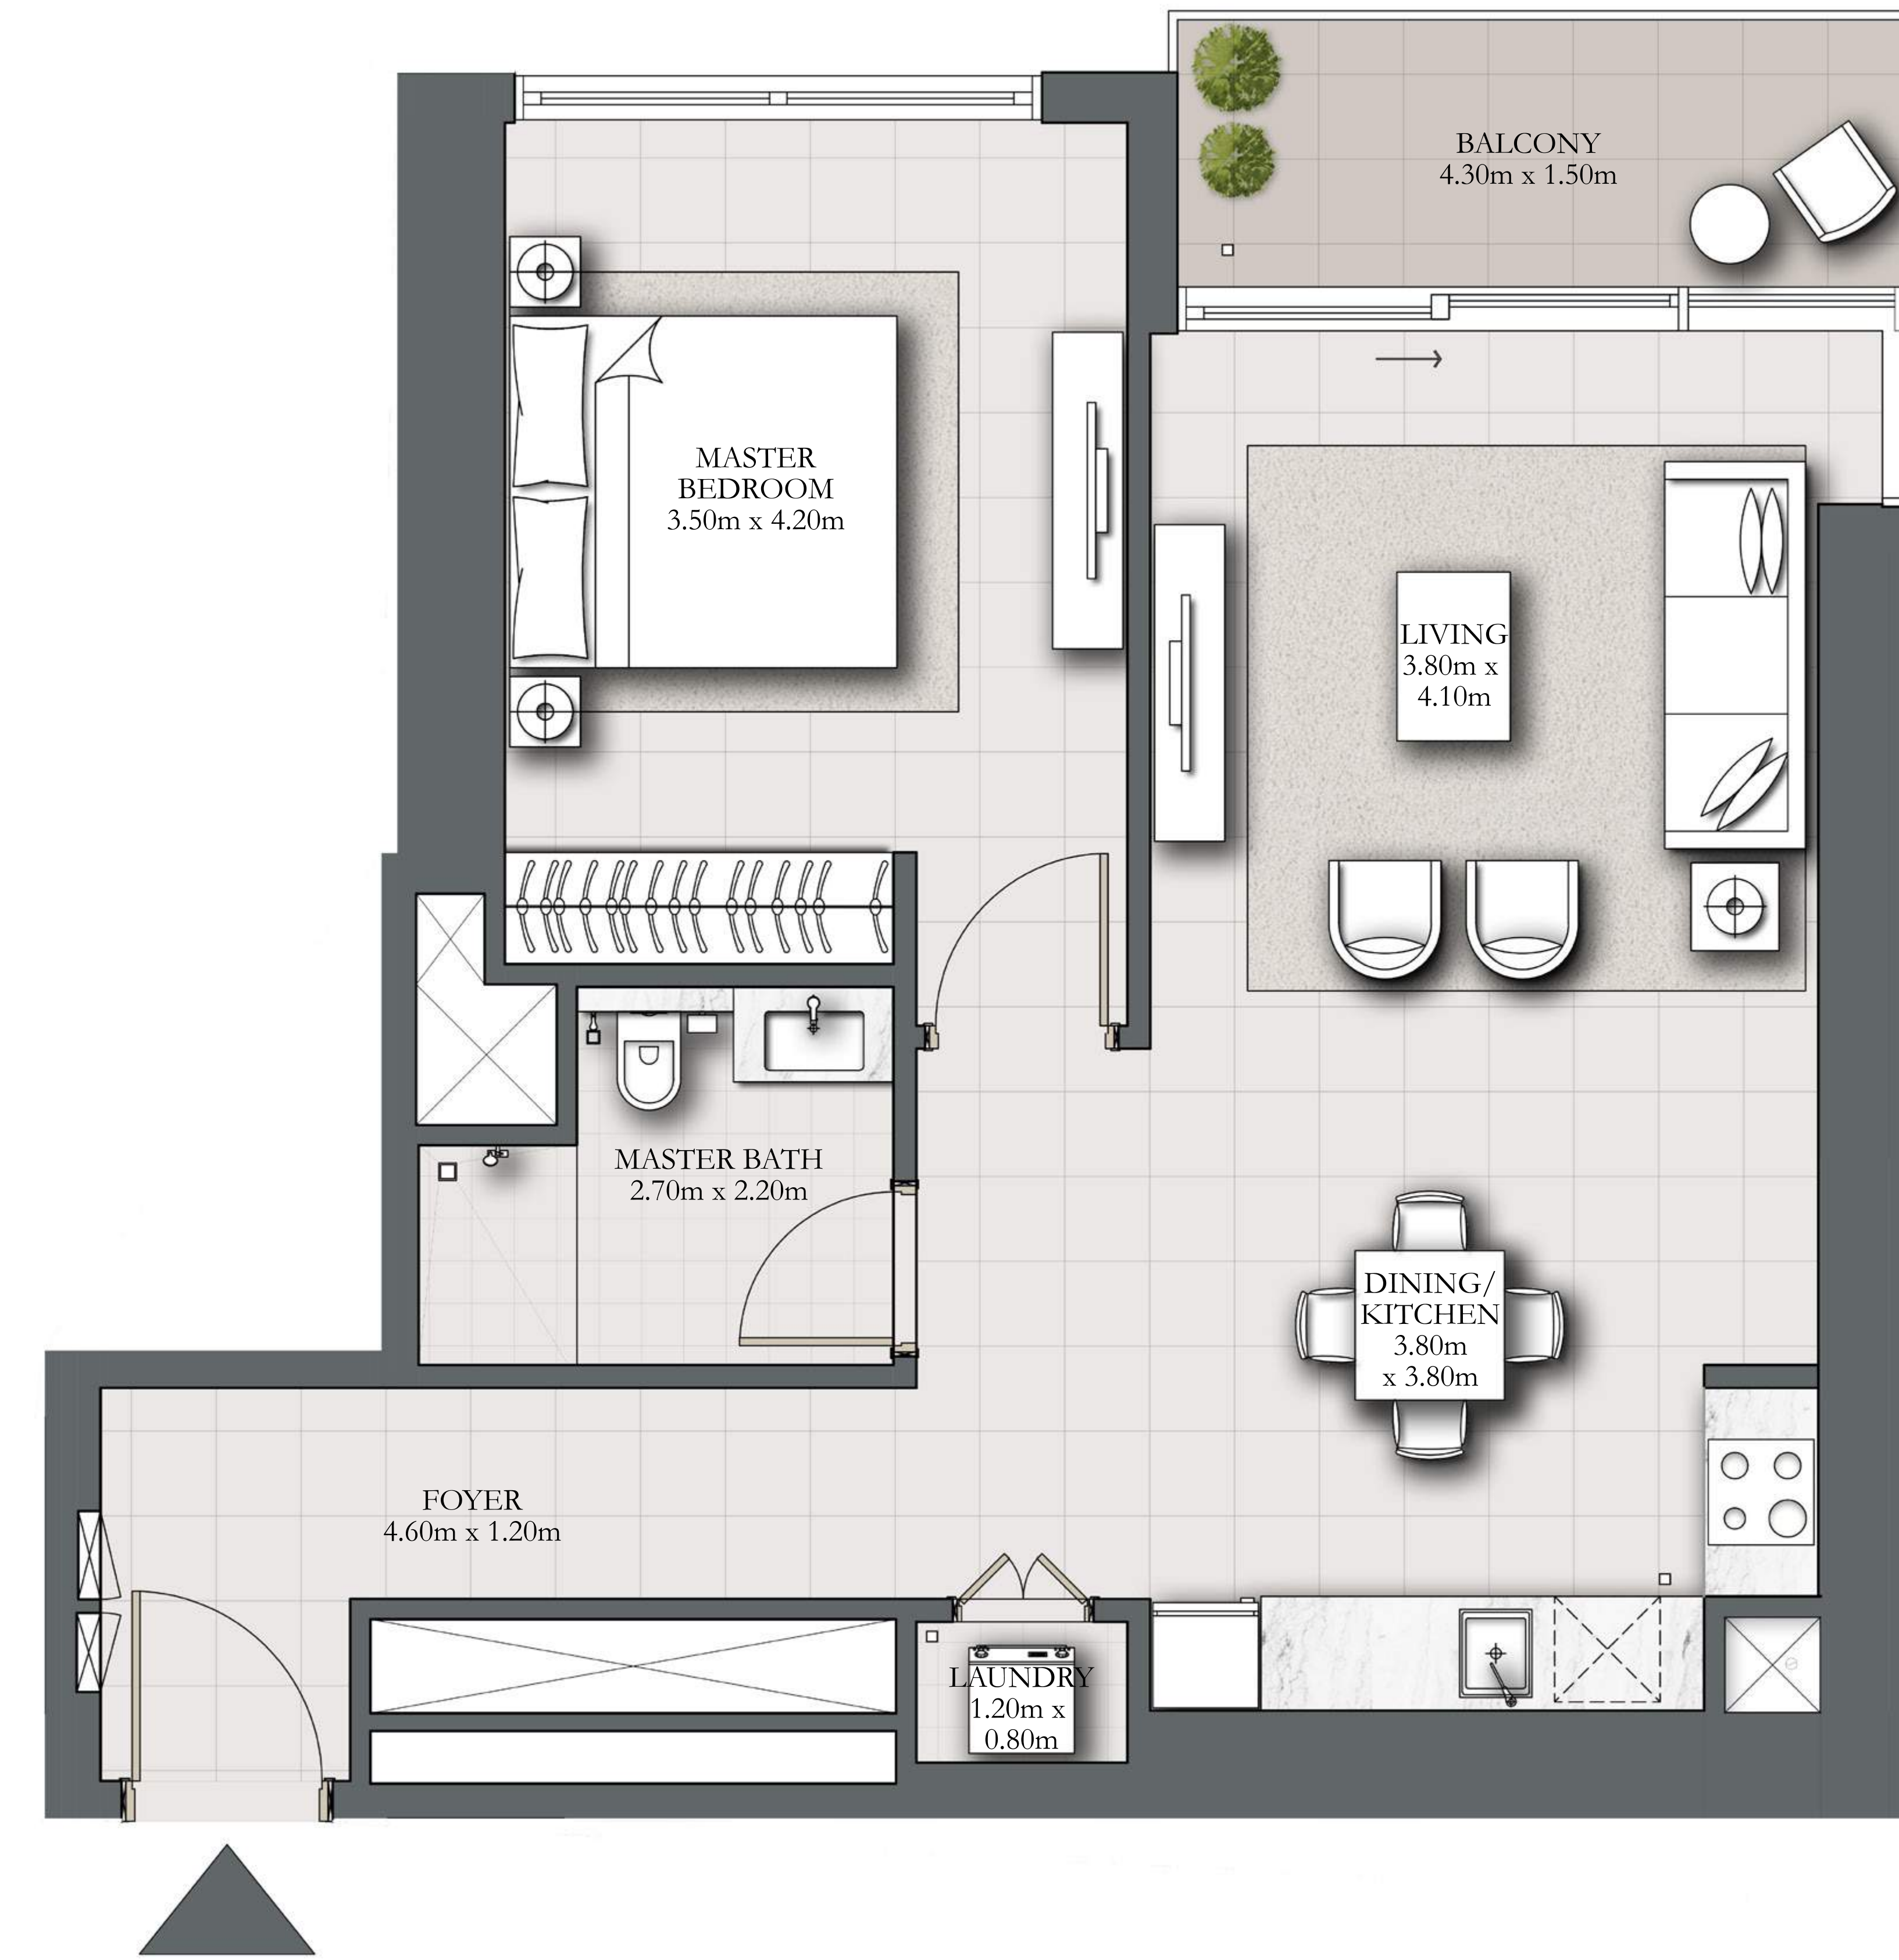 BALCONY
4.30m x 1.50m
MASTER
BEDROOM
3.50m x 4.20m
LIVING
3.80m x
4.10m
MASTER BATH
2.70m x 2.20m
DINING/
KITCHEN
3.80m
x 3.80m
FOYER
4.60m x 1.20m
LAUNDRY
1.20m x
0.80m